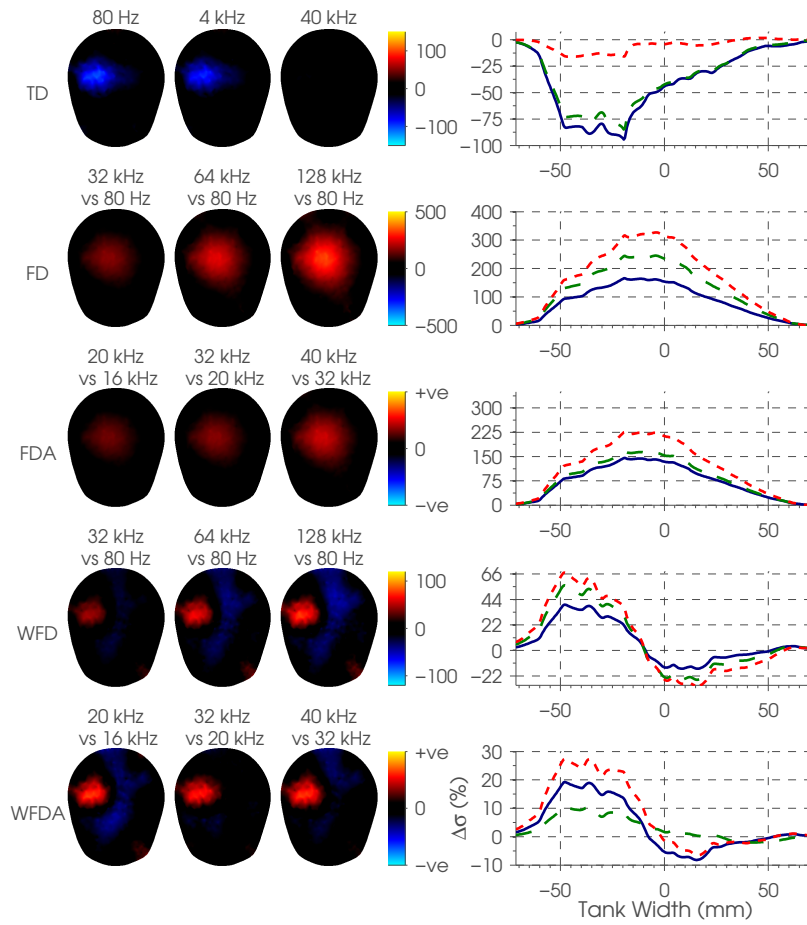 80 Hz 4 kHz 40 kHz
TD
100
0
−100
0
−25
−50
−75
−100
−50 0 50
32 kHz vs 80 Hz
64 kHz vs 80 Hz
128 kHz vs 80 Hz
FD
500
0
−500
400
300
200
100
0
−50 0 50
20 kHz vs 16 kHz
32 kHz vs 20 kHz
40 kHz vs 32 kHz
FDA
+ve
0
−ve
300
225
150
75
0
−50 0 50
32 kHz vs 80 Hz
64 kHz vs 80 Hz
128 kHz vs 80 Hz
WFD
100
0
−100
66
44
22
0
−22
−50 0 50
20 kHz vs 16 kHz
32 kHz vs 20 kHz
40 kHz vs 32 kHz
WFDA
+ve
0
−ve
Δσ (%)
30
20
10
0
−10
−50 0 50
Tank Width (mm)